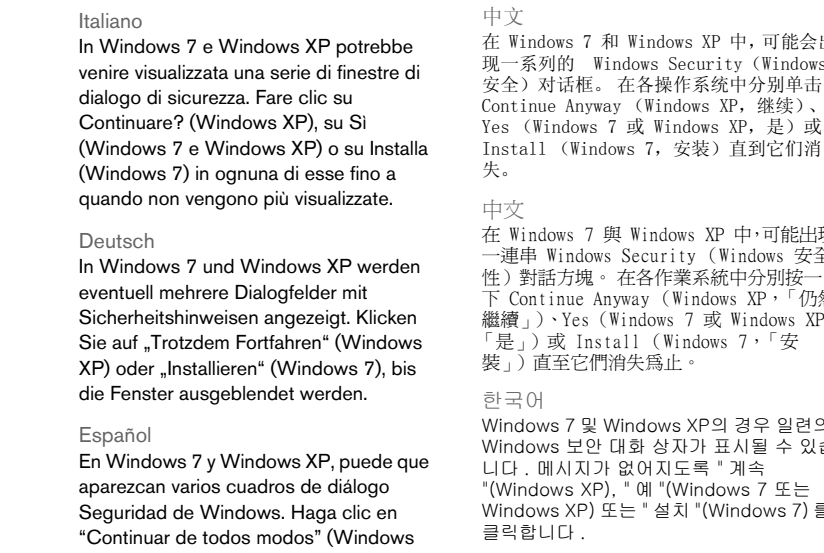 Italiano
In Windows 7 e Windows XP potrebbe
venire visualizzata una serie di finestre di
dialogo di sicurezza. Fare clic su
Continuare? (Windows XP), su Sì
(Windows 7 e Windows XP) o su Installa
(Windows 7) in ognuna di esse fino a
quando non vengono più visualizzate.
Deutsch
In Windows 7 und Windows XP werden
eventuell mehrere Dialogfelder mit
Sicherheitshinweisen angezeigt. Klicken
Sie auf „Trotzdem Fortfahren“ (Windows
XP) oder „Installieren“ (Windows 7), bis
die Fenster ausgeblendet werden.
Español
En Windows 7 y Windows XP, puede que
aparezcan varios cuadros de diálogo
Seguridad de Windows. Haga clic en
“Continuar de todos modos” (Windows
中文
在 Windows 7 和 Windows XP 中，可能会出
现一系列的 Windows Security（Windows
安全）对话框。 在各操作系统中分别单击
Continue Anyway （Windows XP，继续）、
Yes （Windows 7 或 Windows XP，是）或
Install （Windows 7，安装）直到它们消
失。
中文
在 Windows 7 與 Windows XP 中，可能出現
一連串 Windows Security （Windows 安全
性）對話方塊。 在各作業系統中分別按一
下 Continue Anyway （Windows XP，「仍然
繼續」）、Yes （Windows 7 或 Windows XP
「是」）或 Install （Windows 7，「安
裝」）直至它們消失爲止。
한국어
Windows 7 및 Windows XP의 경우 일련의
Windows 보안 대화 상자가 표시될 수 있습
니다 . 메시지가 없어지도록 " 계속
"(Windows XP), " 예 "(Windows 7 또는
Windows XP) 또는 " 설치 "(Windows 7) 를
클릭합니다 .